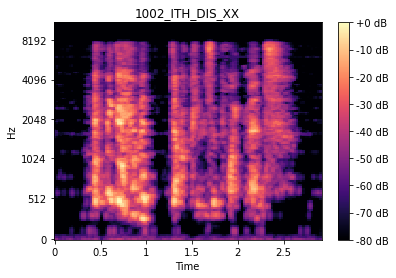 1002_ITH_DIS_XX
+0 dB
8192
-10 dB
4096
-20 dB
-30 dB
Hz
2048
-40 dB
1024
-50 dB
512
-60 dB
-70 dB
0
-80 dB
0 0.5 1 1.5 2 2.5
Time